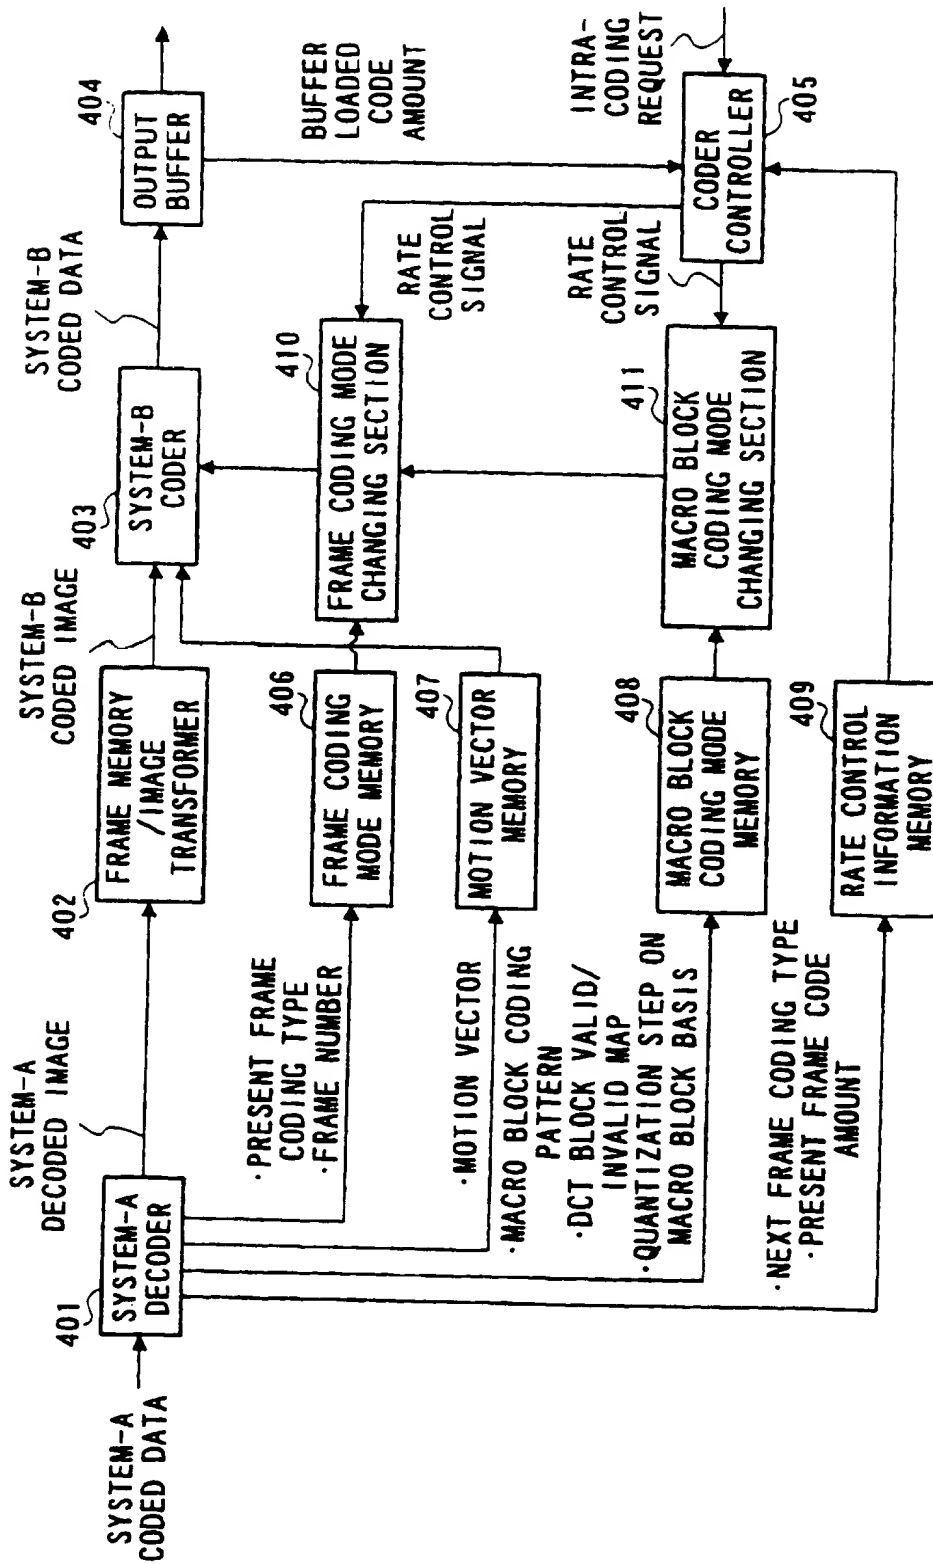 SYSTEM-A
CODED DATA
401
SYSTEM-A
DECODER
SYSTEM-A
DECODED IMAGE
402
FRAME MEMORY
/IMAGE
TRANSFORMER
SYSTEM-B
CODED IMAGE
403
SYSTEM-B
CODER
SYSTEM-B
CODED DATA
404
OUTPUT
BUFFER
·PRESENT FRAME
CODING TYPE
·FRAME NUMBER
406
FRAME CODING
MODE MEMORY
410
FRAME CODING MODE
CHANGING SECTION
RATE
CONTROL
SIGNAL
BUFFER
LOADED
CODE
AMOUNT
·MOTION VECTOR
407
MOTION VECTOR
MEMORY
·MACRO BLOCK CODING
PATTERN
·DCT BLOCK VALID/
INVALID MAP
·QUANTIZATION STEP ON
MACRO BLOCK BASIS
408
MACRO BLOCK
CODING MODE
MEMORY
411
MACRO BLOCK
CODING MODE
CHANGING SECTION
RATE
CONTROL
SIGNAL
CODER
CONTROLLER
405
INTRA-
CODING
REQUEST
·NEXT FRAME CODING TYPE
·PRESENT FRAME CODE
AMOUNT
409
RATE CONTROL
INFORMATION
MEMORY